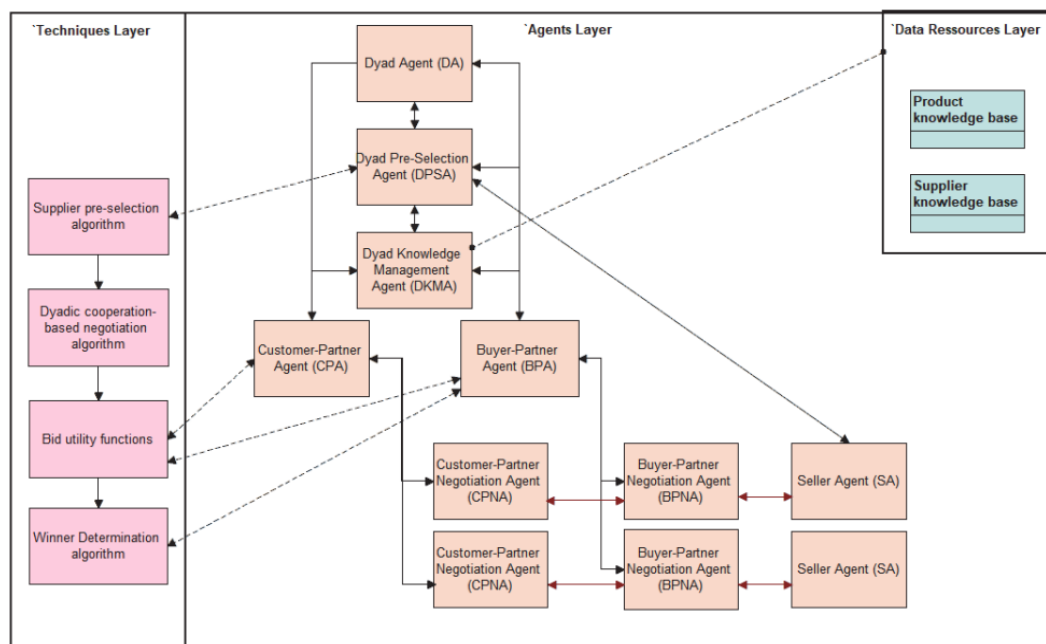 `Techniques Layer
`Agents Layer
`Data Ressources Layer
Dyad Agent (DA)
Product
knowledge base
Dyad Pre-Selection
Agent (DPSA)
Supplier
knowledge base
Supplier pre-selection
algorithm
Dyad Knowledge
Management
Agent (DKMA)
Dyadic cooperation-
based negotiation
algorithm
Customer-Partner
Agent (CPA)
Buyer-Partner
Agent (BPA)
Bid utility functions
Customer-Partner
Negotiation Agent
(CPNA)
Buyer-Partner
Negotiation Agent
(BPNA)
Seller Agent (SA)
Winner Determination
algorithm
Customer-Partner
Negotiation Agent
(CPNA)
Buyer-Partner
Negotiation Agent
(BPNA)
Seller Agent (SA)